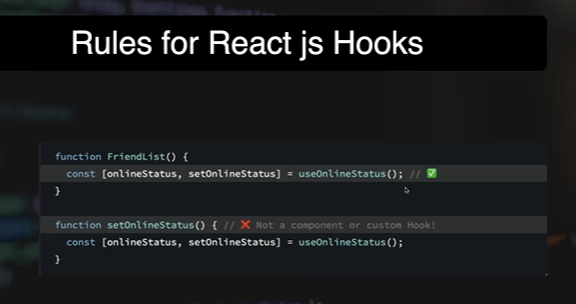 Rules for React js Hooks
function FriendList() {
const [onlineStatus, setOnlineStatus] = useOnlineStatus(); // ✅
}
function setOnlineStatus() { // ❌ Not a component or custom Hook!
const [onlineStatus, setOnlineStatus] = useOnlineStatus();
}